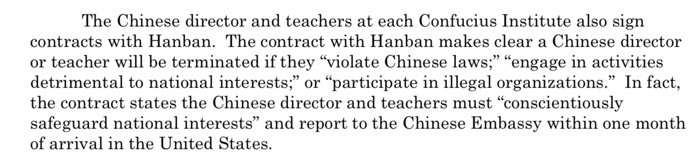 The Chinese director and teachers at each Confucius Institute also sign
contracts with Hanban.  The contract with Hanban makes clear a Chinese director
or teacher will be terminated if they “violate Chinese laws;” “engage in activities
detrimental to national interests;” or “participate in illegal organizations.”  In fact,
the contract states the Chinese director and teachers must “conscientiously
safeguard national interests” and report to the Chinese Embassy within one month
of arrival in the United States.